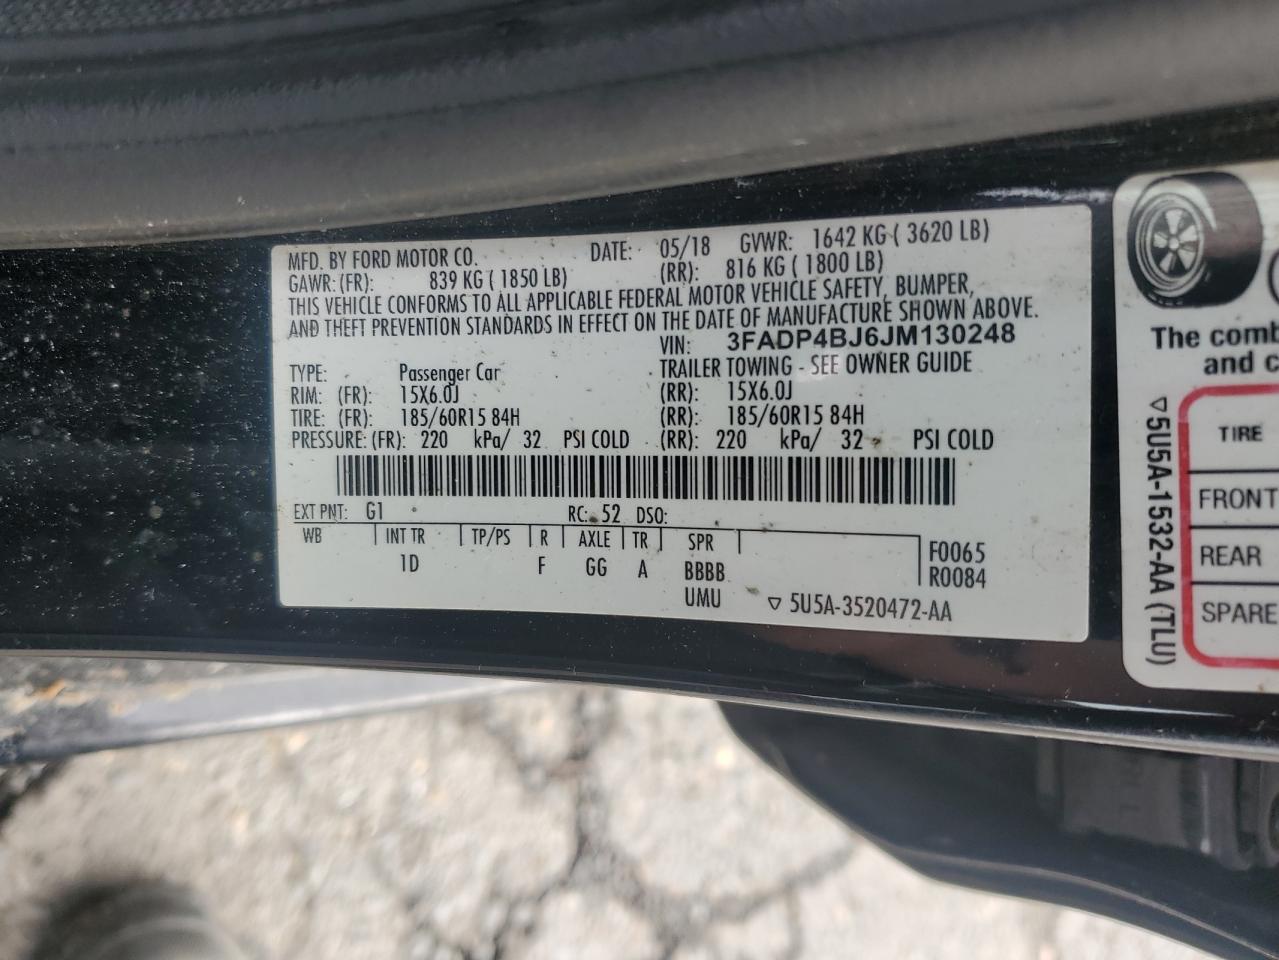 MFD. BY FORD MOTOR CO. DATE: 05/18 GVWR: 1642 KG ( 3620 LB)
GAWR: (FR): 839 KG ( 1850 LB) (RR): 816 KG ( 1800 LB)
THIS VEHICLE CONFORMS TO ALL APPLICABLE FEDERAL MOTOR VEHICLE SAFETY, BUMPER,
AND THEFT PREVENTION STANDARDS IN EFFECT ON THE DATE OF MANUFACTURE SHOWN ABOVE.
VIN: 3FADP4BJ6JM130248
TYPE: Passenger Car TRAILER TOWING - SEE OWNER GUIDE
RIM: (FR): 15X6.0J (RR): 15X6.0J
TIRE: (FR): 185/60R15 84H (RR): 185/60R15 84H
PRESSURE: (FR): 220 kPa/ 32 PSI COLD (RR): 220 kPa/ 32 PSI COLD
EXT PNT: G1 RC: 52 DSO:
WB INT TR TP/PS R AXLE TR SPR
1D F GG A BBBB
UMU
F0065
R0084
▽ 5U5A-3520472-AA
The comb
and c
TIRE
FRONT
REAR
SPARE
▽5U5A-1532-AA (TLU)